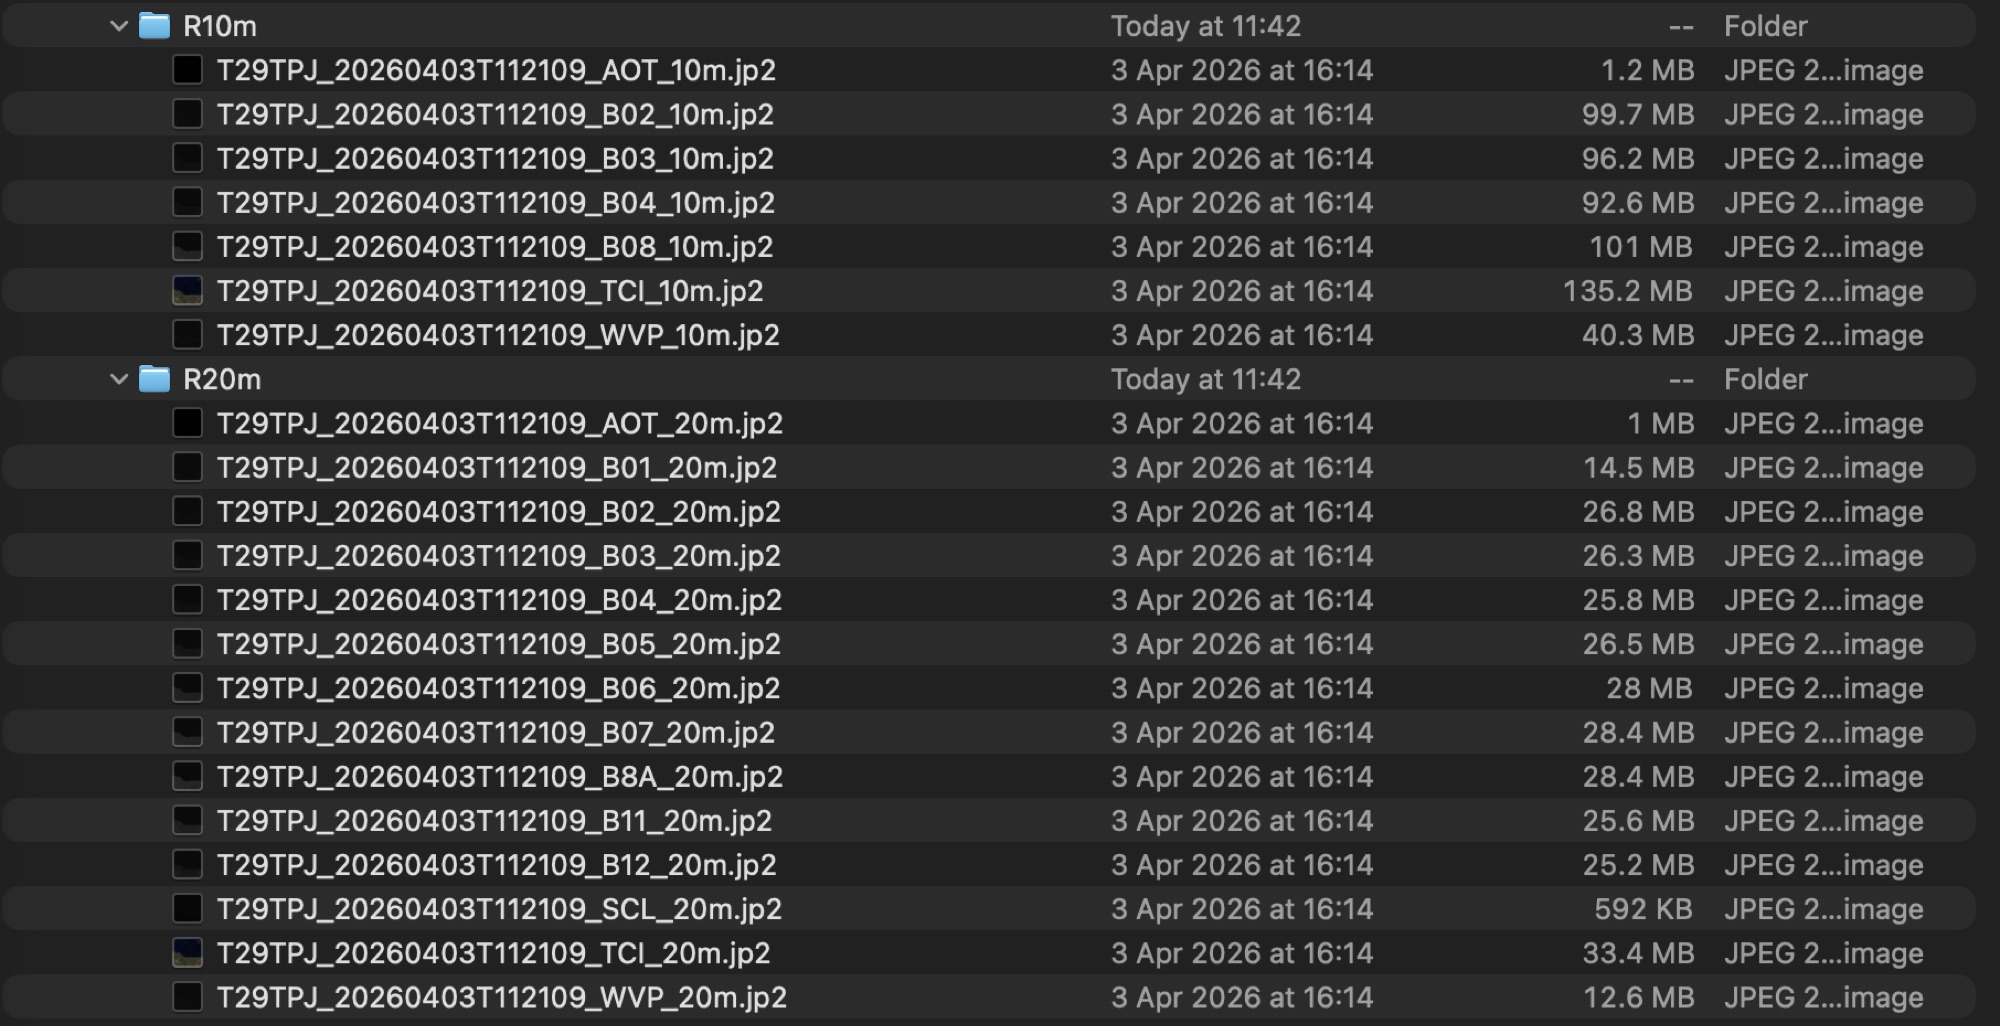 R10m Today at 11:42 -- Folder
T29TPJ_20260403T112109_AOT_10m.jp2 3 Apr 2026 at 16:14 1.2 MB JPEG 2...image
T29TPJ_20260403T112109_B02_10m.jp2 3 Apr 2026 at 16:14 99.7 MB JPEG 2...image
T29TPJ_20260403T112109_B03_10m.jp2 3 Apr 2026 at 16:14 96.2 MB JPEG 2...image
T29TPJ_20260403T112109_B04_10m.jp2 3 Apr 2026 at 16:14 92.6 MB JPEG 2...image
T29TPJ_20260403T112109_B08_10m.jp2 3 Apr 2026 at 16:14 101 MB JPEG 2...image
T29TPJ_20260403T112109_TCI_10m.jp2 3 Apr 2026 at 16:14 135.2 MB JPEG 2...image
T29TPJ_20260403T112109_WVP_10m.jp2 3 Apr 2026 at 16:14 40.3 MB JPEG 2...image
R20m Today at 11:42 -- Folder
T29TPJ_20260403T112109_AOT_20m.jp2 3 Apr 2026 at 16:14 1 MB JPEG 2...image
T29TPJ_20260403T112109_B01_20m.jp2 3 Apr 2026 at 16:14 14.5 MB JPEG 2...image
T29TPJ_20260403T112109_B02_20m.jp2 3 Apr 2026 at 16:14 26.8 MB JPEG 2...image
T29TPJ_20260403T112109_B03_20m.jp2 3 Apr 2026 at 16:14 26.3 MB JPEG 2...image
T29TPJ_20260403T112109_B04_20m.jp2 3 Apr 2026 at 16:14 25.8 MB JPEG 2...image
T29TPJ_20260403T112109_B05_20m.jp2 3 Apr 2026 at 16:14 26.5 MB JPEG 2...image
T29TPJ_20260403T112109_B06_20m.jp2 3 Apr 2026 at 16:14 28 MB JPEG 2...image
T29TPJ_20260403T112109_B07_20m.jp2 3 Apr 2026 at 16:14 28.4 MB JPEG 2...image
T29TPJ_20260403T112109_B8A_20m.jp2 3 Apr 2026 at 16:14 28.4 MB JPEG 2...image
T29TPJ_20260403T112109_B11_20m.jp2 3 Apr 2026 at 16:14 25.6 MB JPEG 2...image
T29TPJ_20260403T112109_B12_20m.jp2 3 Apr 2026 at 16:14 25.2 MB JPEG 2...image
T29TPJ_20260403T112109_SCL_20m.jp2 3 Apr 2026 at 16:14 592 KB JPEG 2...image
T29TPJ_20260403T112109_TCI_20m.jp2 3 Apr 2026 at 16:14 33.4 MB JPEG 2...image
T29TPJ_20260403T112109_WVP_20m.jp2 3 Apr 2026 at 16:14 12.6 MB JPEG 2...image